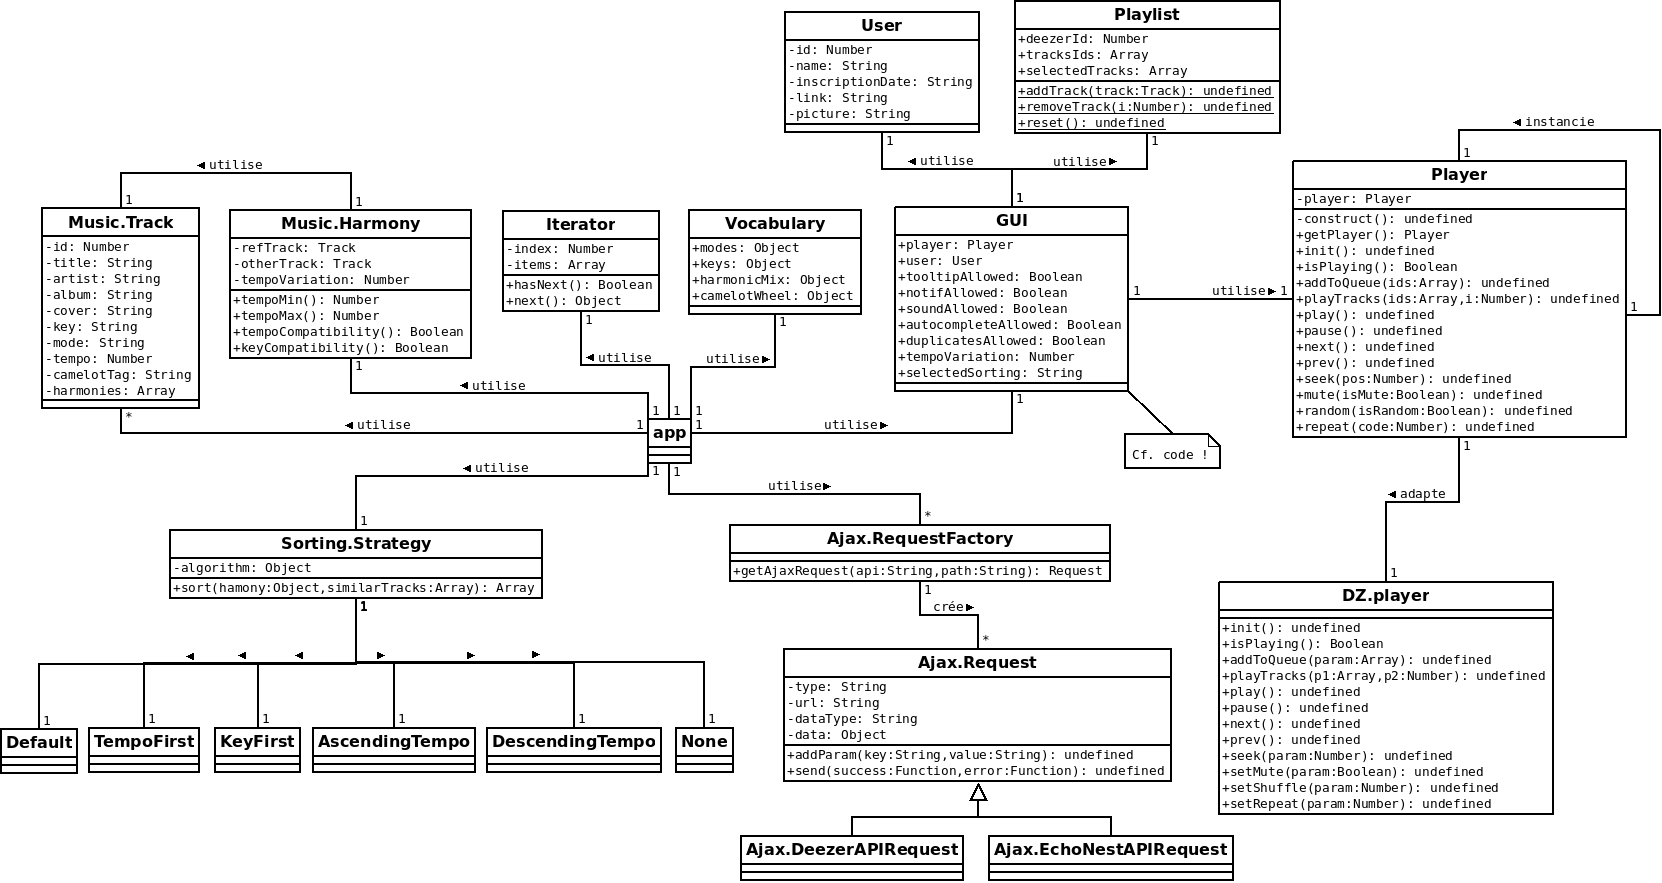 User
-id: Number
-name: String
-inscriptionDate: String
-link: String
-picture: String
1
Playlist
+deezerId: Number
+tracksIds: Array
+selectedTracks: Array
+addTrack(track:Track): undefined
+removeTrack(i:Number): undefined
+reset(): undefined
1
◄ utilise
utilise►
1
◄ instancie
1
Player
-player: Player
-construct(): undefined
+getPlayer(): Player
+init(): undefined
+isPlaying(): Boolean
+addToQueue(ids:Array): undefined
+playTracks(ids:Array,i:Number): undefined
+play(): undefined
+pause(): undefined
+next(): undefined
+prev(): undefined
+seek(pos:Number): undefined
+mute(isMute:Boolean): undefined
+random(isRandom:Boolean): undefined
+repeat(code:Number): undefined
1
1
◄ utilise
1
1
Music.Track
-id: Number
-title: String
-artist: String
-album: String
-cover: String
-key: String
-mode: String
-tempo: Number
-camelotTag: String
-harmonies: Array
*
Music.Harmony
-refTrack: Track
-otherTrack: Track
-tempoVariation: Number
+tempoMin(): Number
+tempoMax(): Number
+tempoCompatibility(): Boolean
+keyCompatibility(): Boolean
1
Iterator
-index: Number
-items: Array
+hasNext(): Boolean
+next(): Object
1
Vocabulary
+modes: Object
+keys: Object
+harmonicMix: Object
+camelotWheel: Object
1
GUI
+player: Player
+user: User
+tooltipAllowed: Boolean
+notifAllowed: Boolean
+soundAllowed: Boolean
+autocompleteAllowed: Boolean
+duplicatesAllowed: Boolean
+tempoVariation: Number
+selectedSorting: String
1
1
utilise► 1
Cf. code !
◄ utilise
utilise►
◄ utilise
1
1
1
◄ utilise
1
app
1
utilise►
1
1
◄ utilise
utilise►
1
*
◄ adapte
1
Sorting.Strategy
-algorithm: Object
+sort(hamony:Object,similarTracks:Array): Array
1
◄
◄
◄
►
►
►
1
1
1
1
1
1
Default
TempoFirst
KeyFirst
AscendingTempo
DescendingTempo
None
Ajax.RequestFactory
+getAjaxRequest(api:String,path:String): Request
1
crée►
*
Ajax.Request
-type: String
-url: String
-dataType: String
-data: Object
+addParam(key:String,value:String): undefined
+send(success:Function,error:Function): undefined
Ajax.DeezerAPIRequest
Ajax.EchoNestAPIRequest
DZ.player
+init(): undefined
+isPlaying(): Boolean
+addToQueue(param:Array): undefined
+playTracks(p1:Array,p2:Number): undefined
+play(): undefined
+pause(): undefined
+next(): undefined
+prev(): undefined
+seek(param:Number): undefined
+setMute(param:Boolean): undefined
+setShuffle(param:Number): undefined
+setRepeat(param:Number): undefined